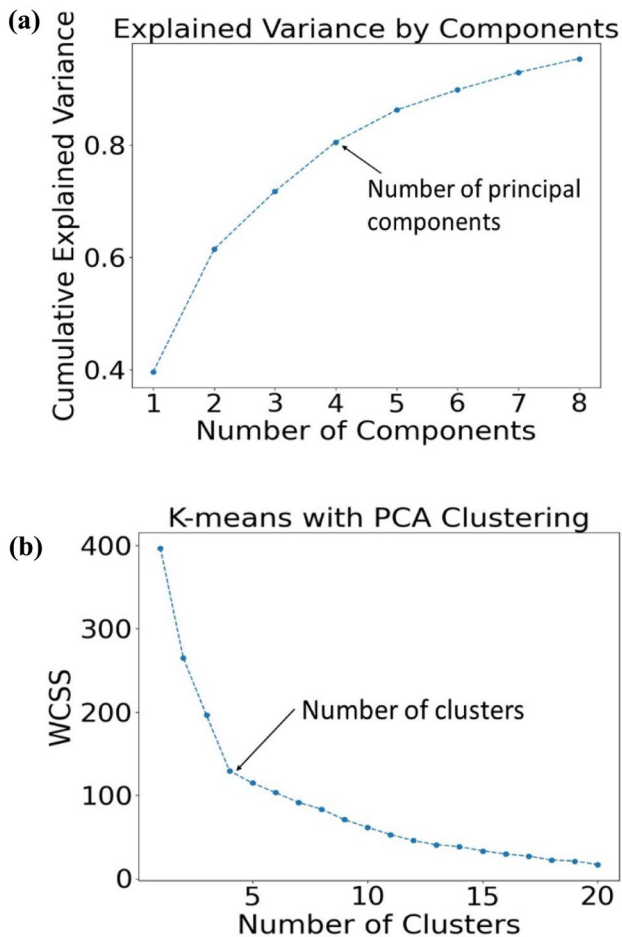 (a)
Explained Variance by Components
Cumulative Explained Variance
0.8
0.6
0.4
Number of principal
components
1 2 3 4 5 6 7 8
Number of Components
(b)
K-means with PCA Clustering
WCSS
400
300
200
100
0
Number of clusters
5 10 15 20
Number of Clusters